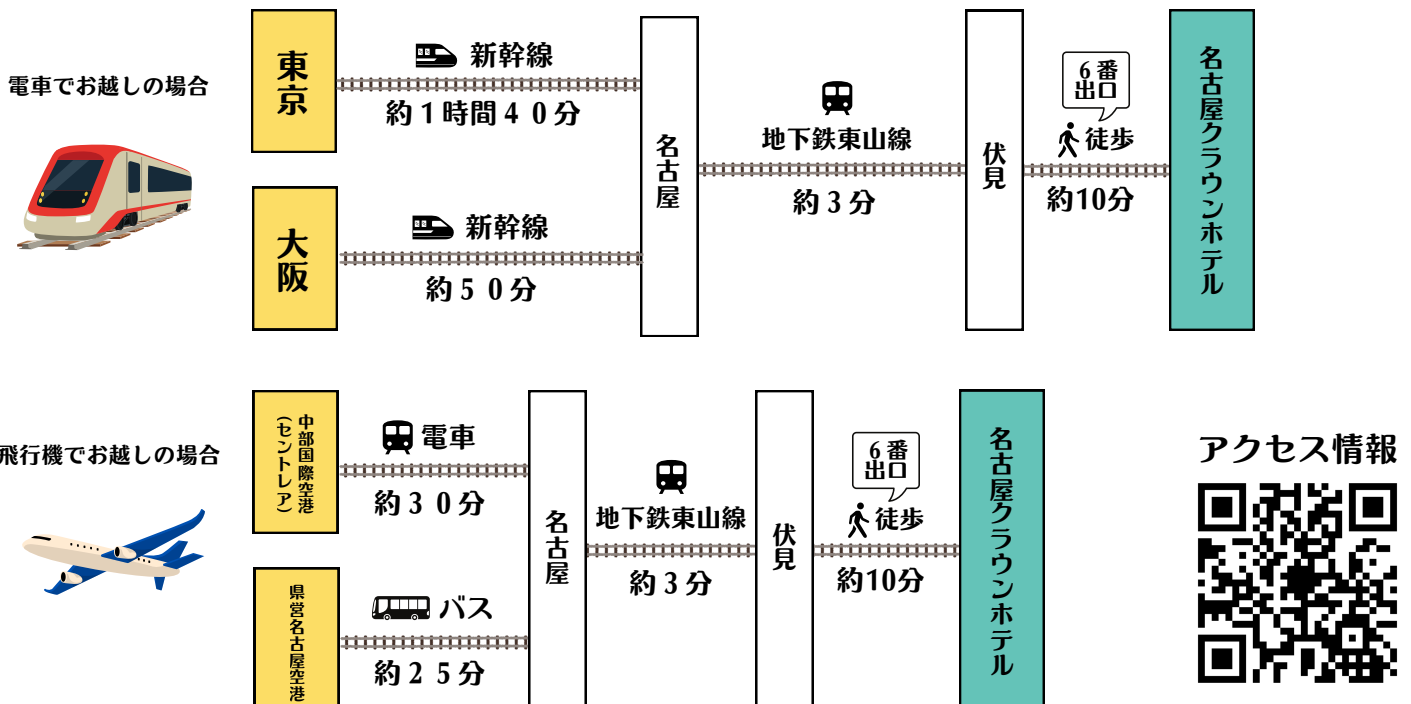 電車でお越しの場合
東京
新幹線
約1時間40分
大阪
新幹線
約50分
名古屋
地下鉄東山線
約3分
伏見
6番
出口
徒歩
約10分
名古屋クラウンホテル
飛行機でお越しの場合
中部国際空港
(セントレア)
電車
約30分
県営名古屋空港
バス
約25分
名古屋
地下鉄東山線
約3分
伏見
6番
出口
徒歩
約10分
名古屋クラウンホテル
アクセス情報